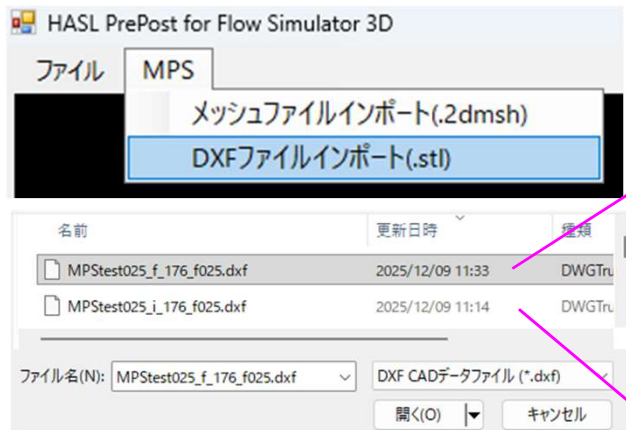 HASL PrePost for Flow Simulator 3D
ファイル MPS
メッシュファイルインポート(.2dmsh)
DXFファイルインポート(.stl)
名前 更新日時 種類
MPStest025_f_176_f025.dxf 2025/12/09 11:33 DWGTru
MPStest025_i_176_f025.dxf 2025/12/09 11:14 DWGTru
ファイル名(N): MPStest025_f_176_f025.dxf DXF CADデータファイル (*.dxf)
開く(O) キャンセル